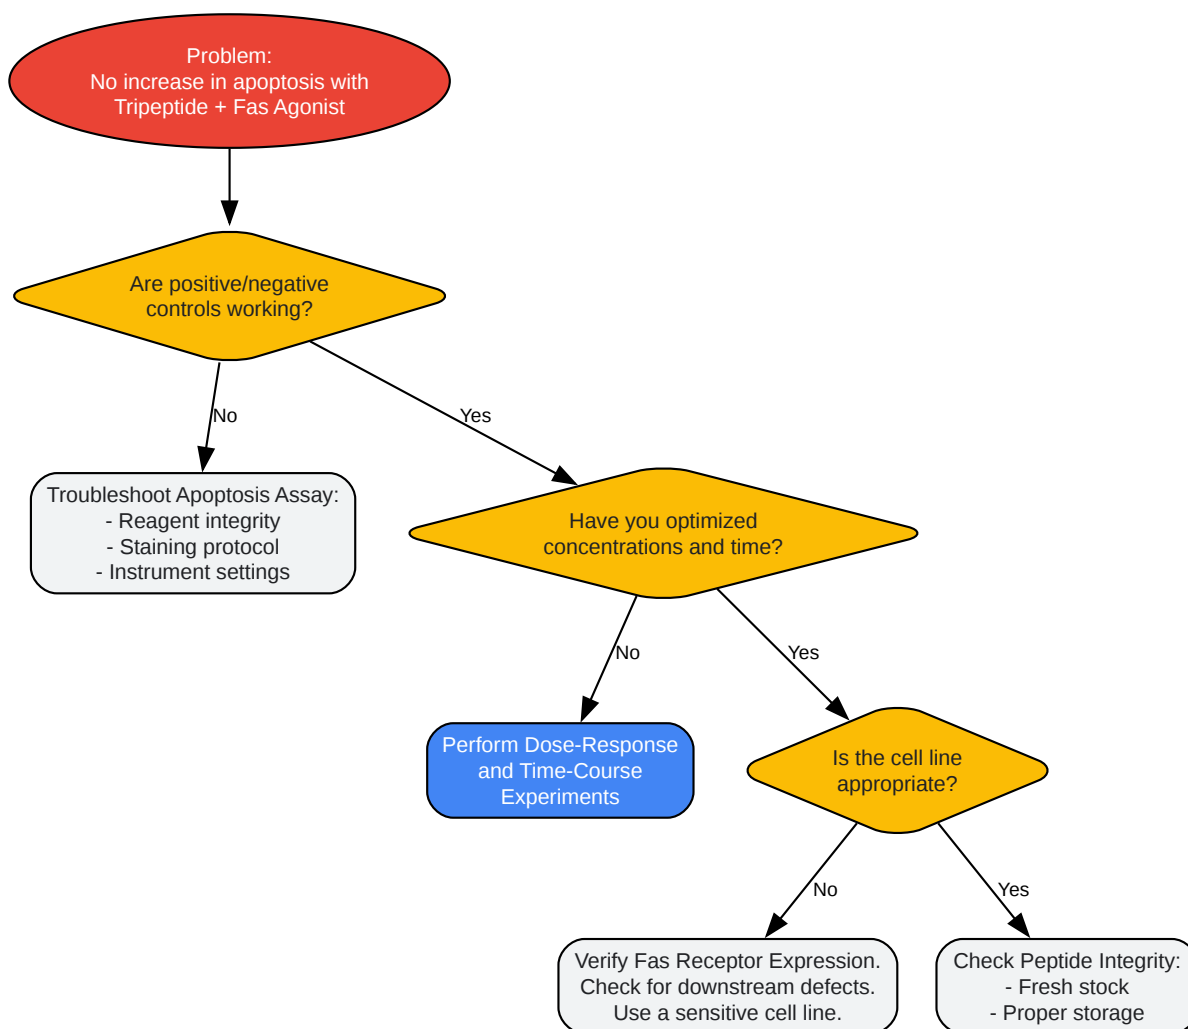 Problem:
No increase in apoptosis with
Tripeptide + Fas Agonist
Are positive/negative
controls working?
No
Yes
Troubleshoot Apoptosis Assay:
- Reagent integrity
- Staining protocol
- Instrument settings
Have you optimized
concentrations and time?
No
Yes
Perform Dose-Response
and Time-Course
Experiments
Is the cell line
appropriate?
No
Yes
Verify Fas Receptor Expression.
Check for downstream defects.
Use a sensitive cell line.
Check Peptide Integrity:
- Fresh stock
- Proper storage